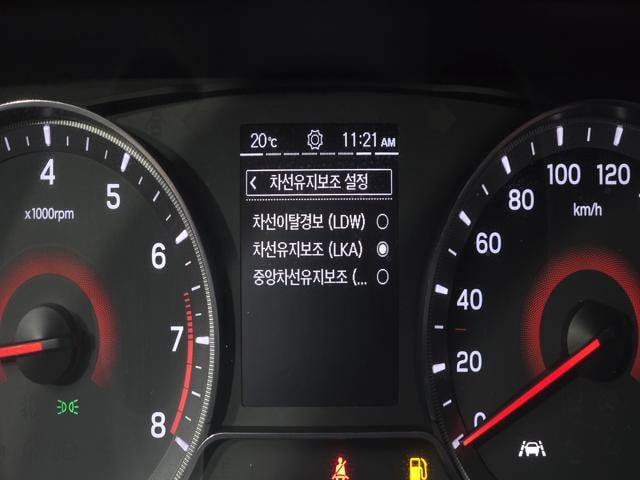 20℃ 11:21 AM
< 차선유지보조 설정
차선이탈경보 (LDW)
차선유지보조 (LKA)
중앙차선유지보조 (...
4
5
6
7
8
x1000rpm
120
100
80
60
40
20
0
km/h